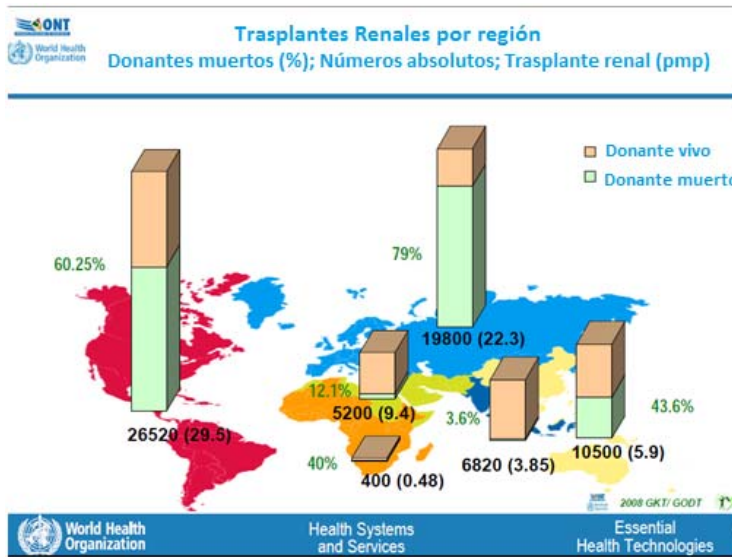 ONT
World Health
Organization
Trasplantes Renales por región
Donantes muertos (%); Números absolutos; Trasplante renal (pmp)
Donante vivo
Donante muerto
60.25%
79%
19800 (22.3)
12.1%
5200 (9.4)
3.6%
43.6%
26520 (29.5)
6820 (3.85)
10500 (5.9)
40%
400 (0.48)
2008 GKT/ GODT
World Health
Organization
Health Systems
and Services
Essential
Health Technologies